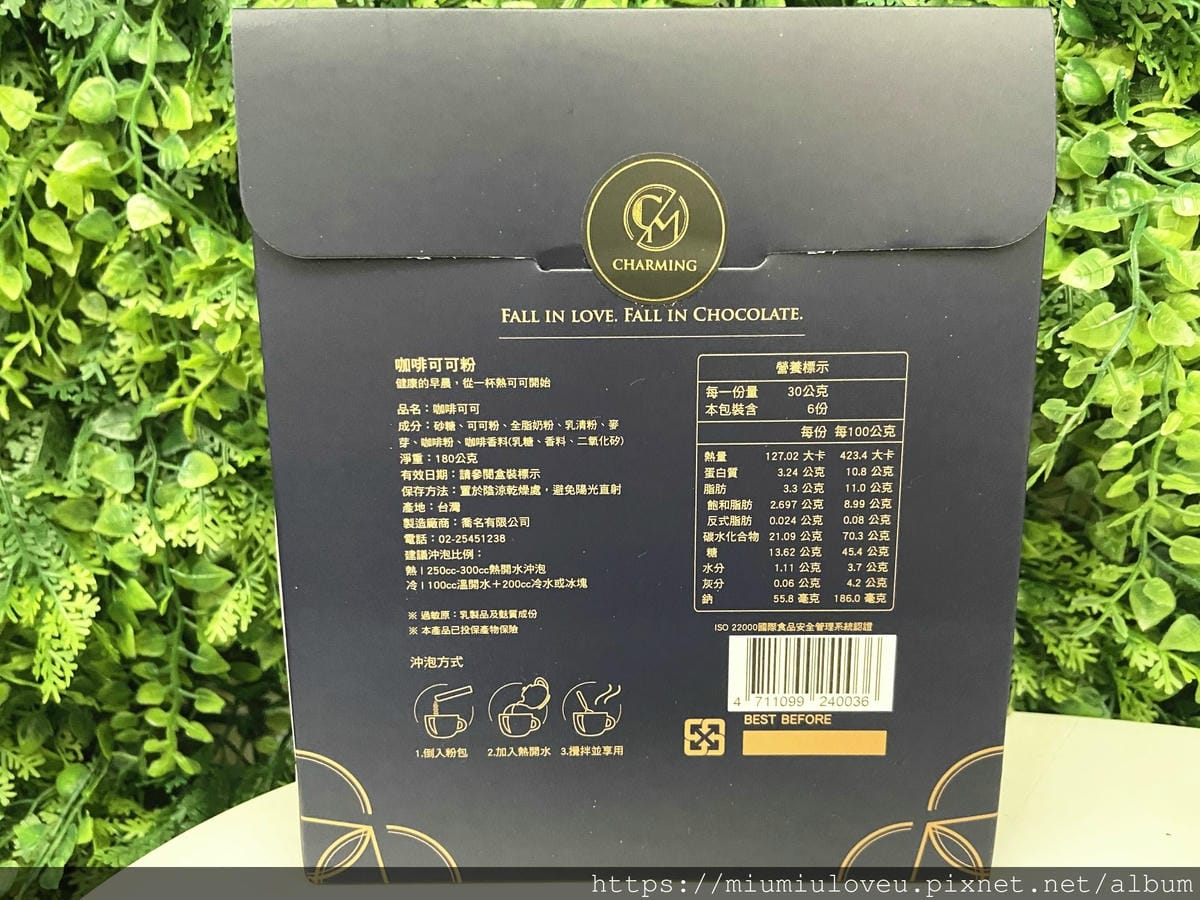 CM
CHARMING
FALL IN LOVE. FALL IN CHOCOLATE.
咖啡可可粉
健康的早晨，從一杯熱可可開始
品名：咖啡可可
成分：砂糖、可可粉、全脂奶粉、乳清粉、麥
芽、咖啡粉、咖啡香料(乳糖、香料、二氧化矽)
淨重：180公克
有效日期：請參閱盒裝標示
保存方法：置於陰涼乾燥處，避免陽光直射
產地：台灣
製造廠商：喬名有限公司
電話：02-25451238
建議沖泡比例：
熱 | 250cc-300cc熱開水沖泡
冷 | 100cc溫開水＋200cc冷水或冰塊
※ 過敏原：乳製品及麩質成份
※ 本產品已投保產物保險
沖泡方式
1.倒入粉包 2.加入熱開水 3.攪拌並享用
營養標示
每一份量 30公克
本包裝含 6份
每份 每100公克
熱量 127.02 大卡 423.4 大卡
蛋白質 3.24 公克 10.8 公克
脂肪 3.3 公克 11.0 公克
飽和脂肪 2.697 公克 8.99 公克
反式脂肪 0.024 公克 0.08 公克
碳水化合物 21.09 公克 70.3 公克
糖 13.62 公克 45.4 公克
水分 1.11 公克 3.7 公克
灰分 0.06 公克 4.2 公克
鈉 55.8 毫克 186.0 毫克
ISO 22000國際食品安全管理系統認證
4 711099 240036
BEST BEFORE
https://miumiuloveu.pixnet.net/album